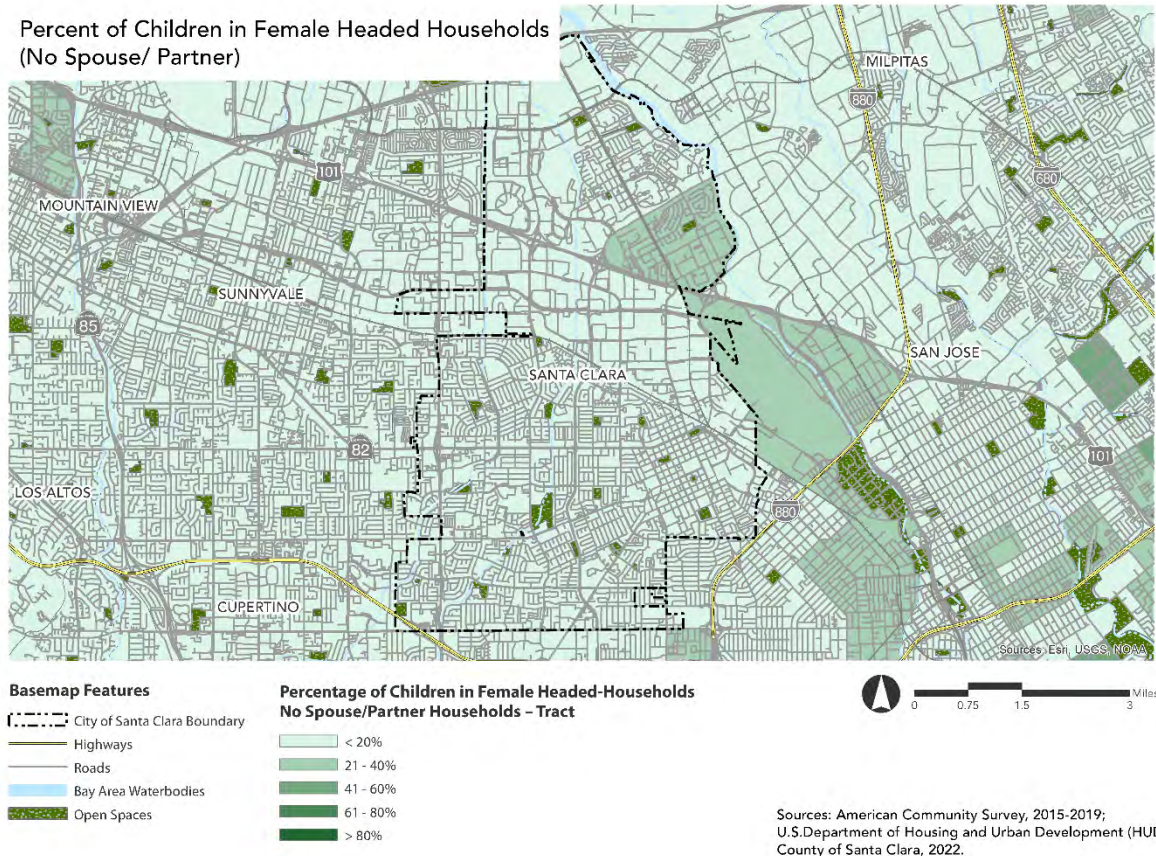 Percent of Children in Female Headed Households
(No Spouse/ Partner)
MILPITAS
880
101
680
MOUNTAIN VIEW
SUNNYVALE
85
SAN JOSE
SANTA CLARA
82
101
LOS ALTOS
880
CUPERTINO
Sources: Esri, USGS, NOAA
Basemap Features
City of Santa Clara Boundary
Highways
Roads
Bay Area Waterbodies
Open Spaces
Percentage of Children in Female Headed-Households
No Spouse/Partner Households – Tract
< 20%
21 - 40%
41 - 60%
61 - 80%
> 80%
Miles
0 0.75 1.5 3
Sources: American Community Survey, 2015-2019;
U.S.Department of Housing and Urban Development (HUD
County of Santa Clara, 2022.